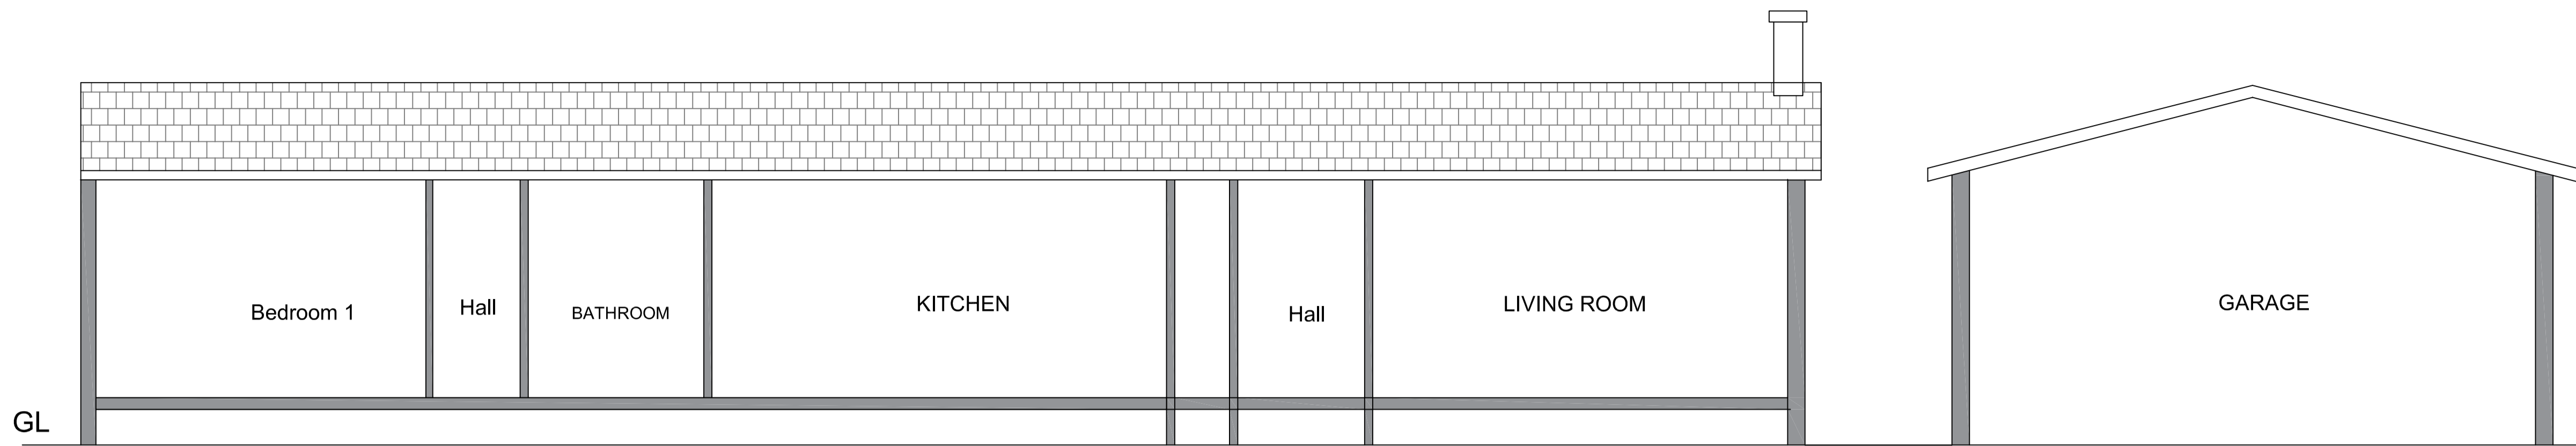 Bedroom 1
Hall
BATHROOM
KITCHEN
Hall
LIVING ROOM
GARAGE
GL